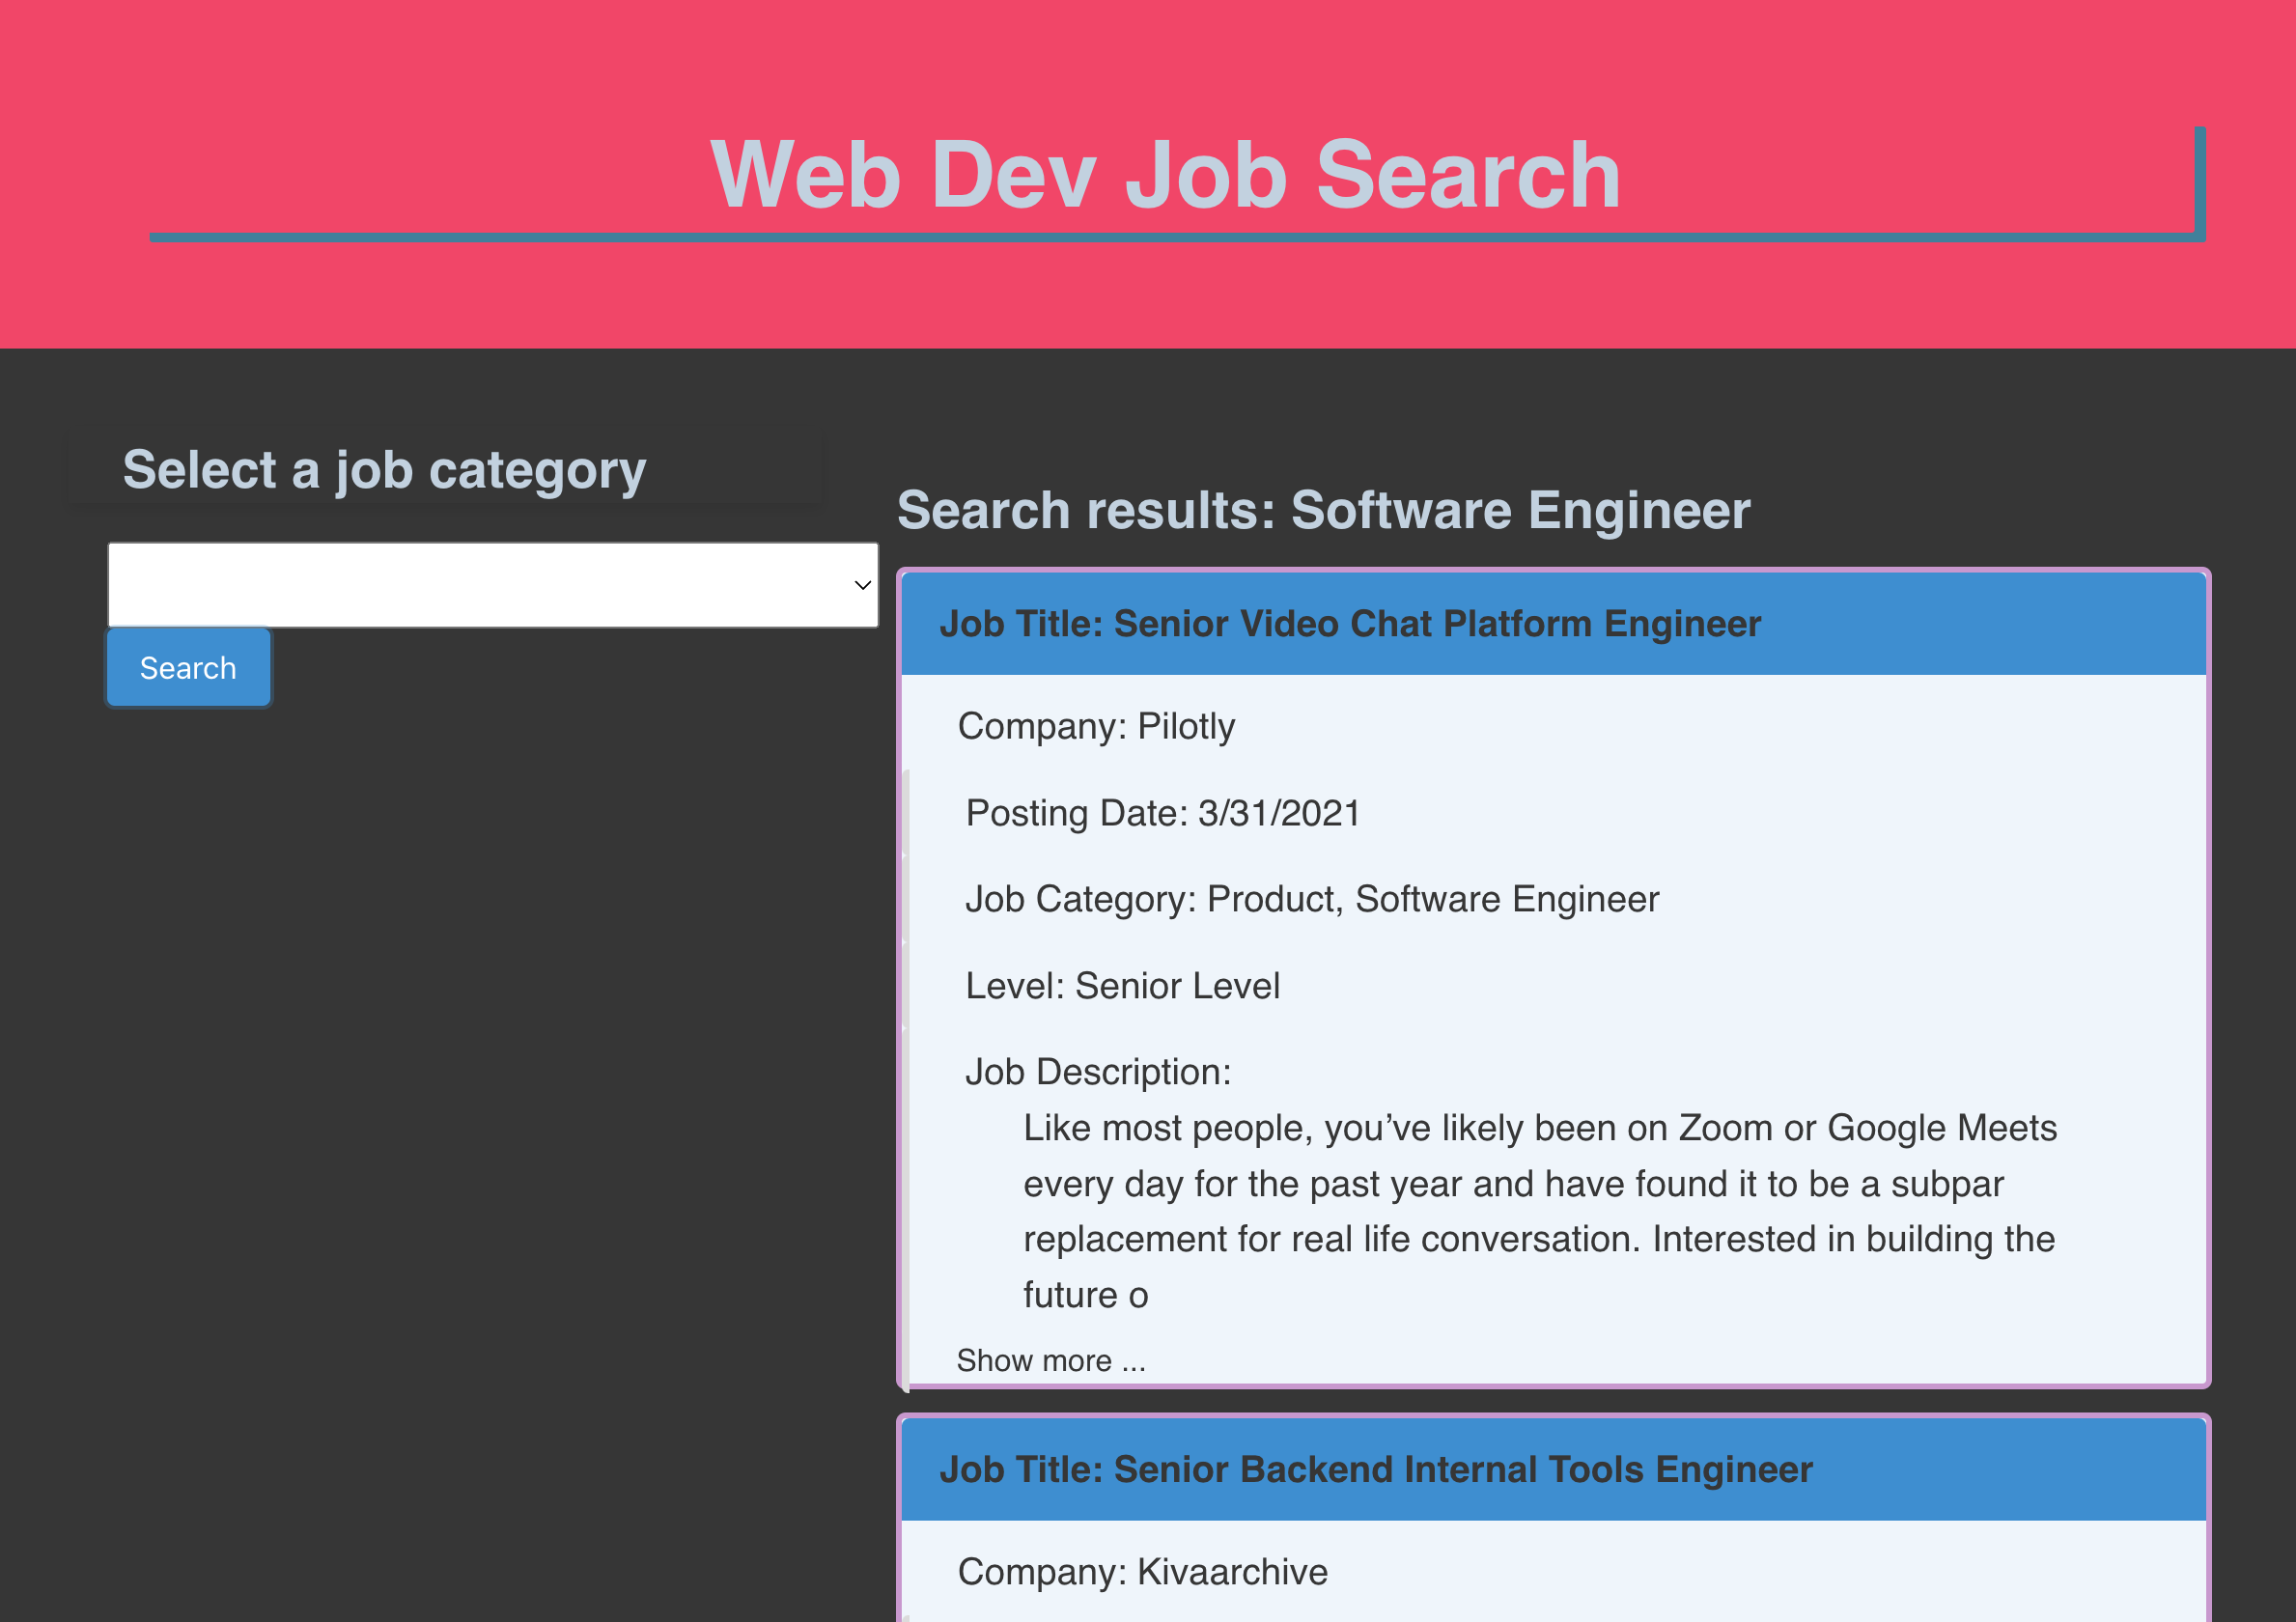 Web Dev Job Search
Select a job category
Search
Search results: Software Engineer
Job Title: Senior Video Chat Platform Engineer
Company: Pilotly
Posting Date: 3/31/2021
Job Category: Product, Software Engineer
Level: Senior Level
Job Description:
Like most people, you’ve likely been on Zoom or Google Meets
every day for the past year and have found it to be a subpar
replacement for real life conversation. Interested in building the
future o
Show more ...
Job Title: Senior Backend Internal Tools Engineer
Company: Kivaarchive